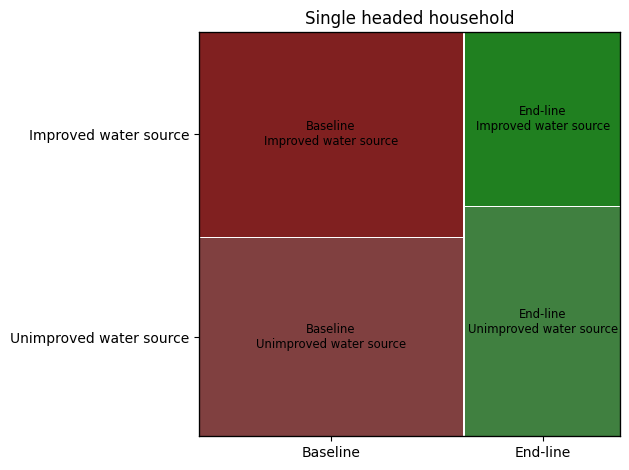 Single headed household
Improved water source
Baseline
Improved water source
End-line
Improved water source
Unimproved water source
Baseline
Unimproved water source
End-line
Unimproved water source
Baseline
End-line